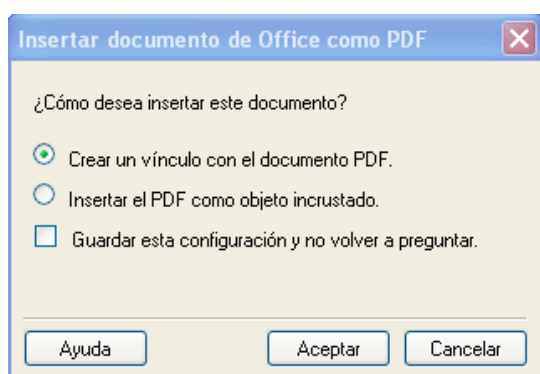 Insertar documento de Office como PDF
¿Cómo desea insertar este documento?
Crear un vínculo con el documento PDF.
Insertar el PDF como objeto incrustado.
Guardar esta configuración y no volver a preguntar.
Ayuda Aceptar Cancelar